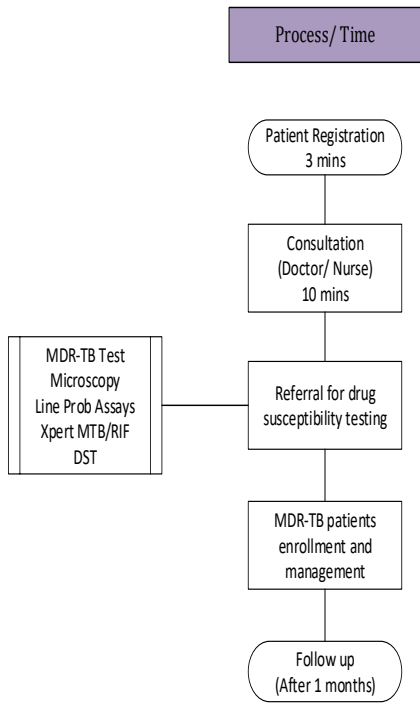 Process/ Time
Patient Registration
3 mins
Consultation
(Doctor/ Nurse)
10 mins
MDR-TB Test
Microscopy
Line Prob Assays
Xpert MTB/RIF
DST
Referral for drug
susceptibility testing
MDR-TB patients
enrollment and
management
Follow up
(After 1 months)